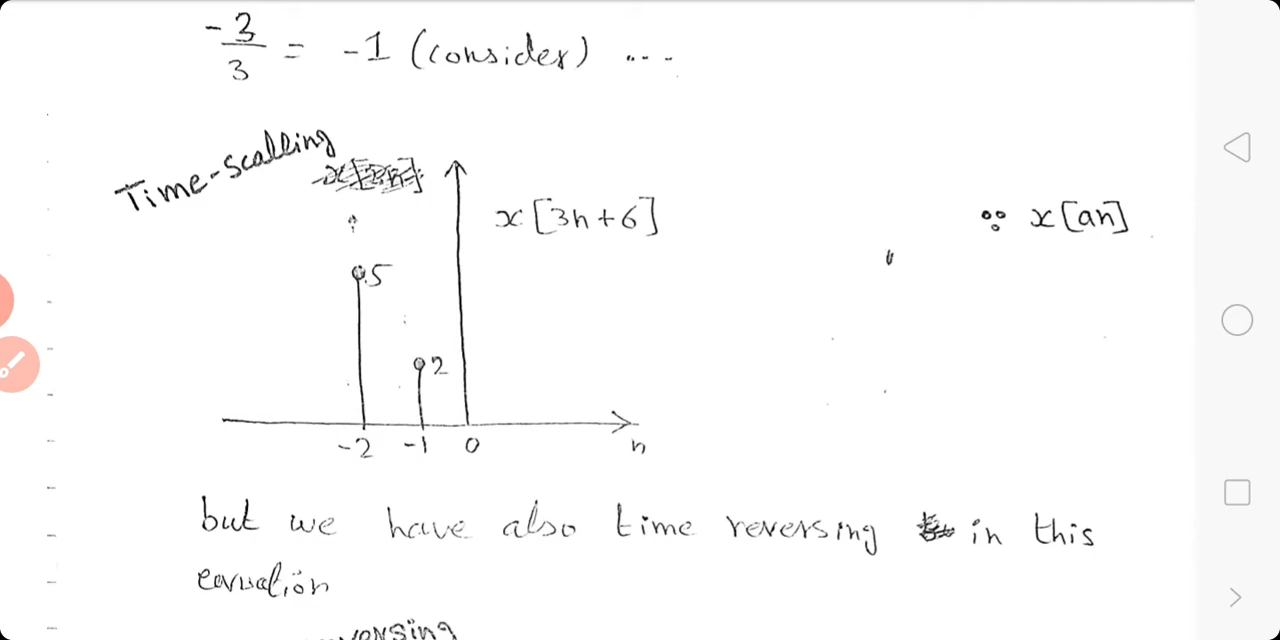 -3/3 = -1 (consider) ....
Time-scalling
x[3n+6]
∵ x[an]
5
2
-2 -1 0 n
but we have also time reversing in this
equation